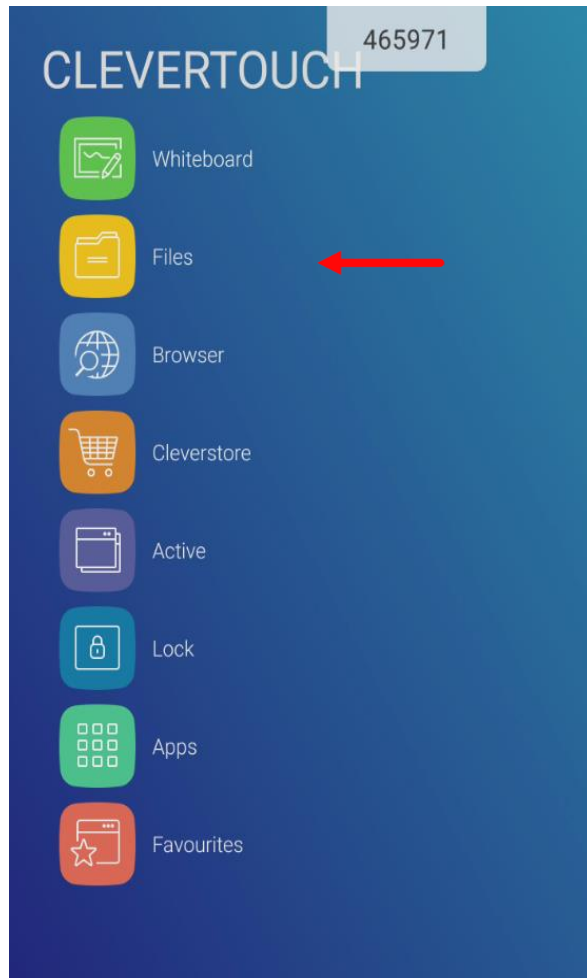 465971
CLEVERTOUCH
Whiteboard
Files
Browser
Cleverstore
Active
Lock
Apps
Favourites